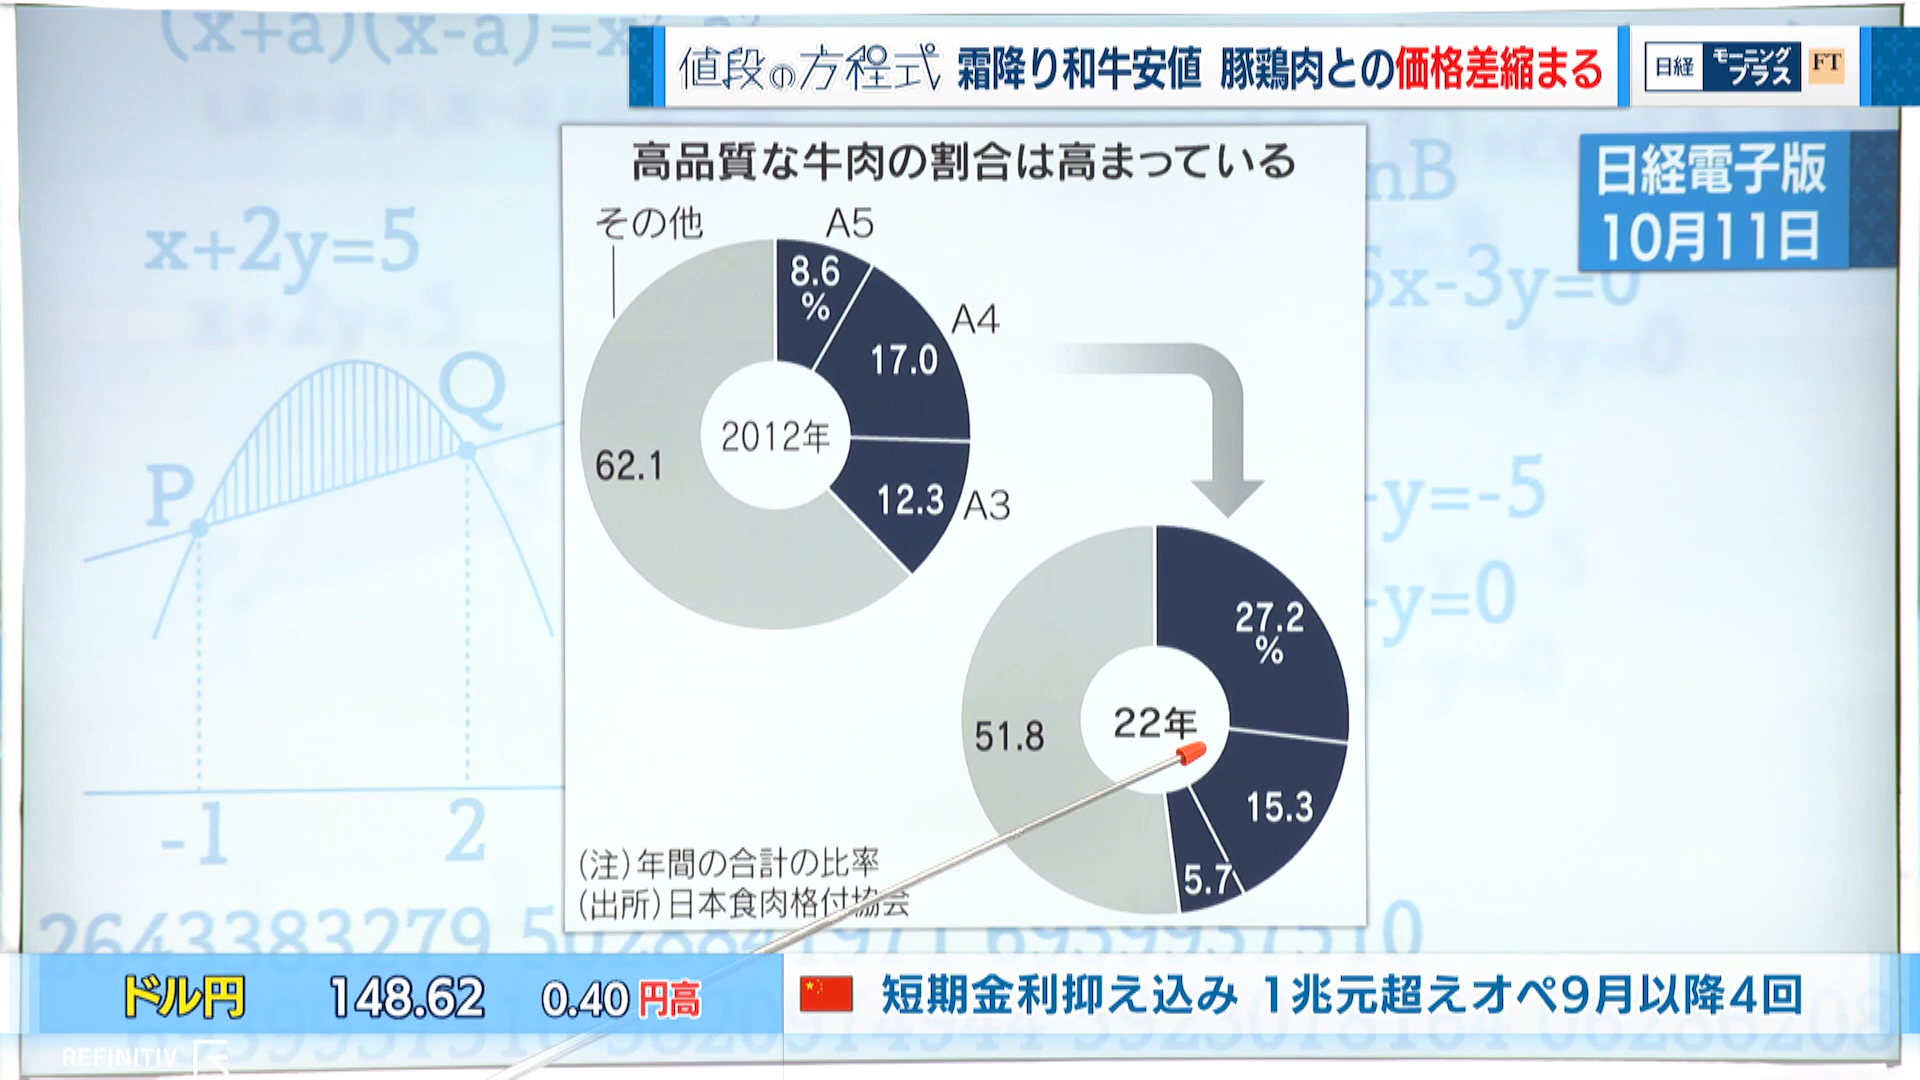 (x+a)(x-a)=x²-a²
値段の方程式 霜降り和牛安値 豚鶏肉との価格差縮まる
日経 モーニングプラス FT
日経電子版
10月11日
高品質な牛肉の割合は高まっている
その他
A5
8.6
%
A4
17.0
2012年
62.1
12.3
A3
27.2
%
22年
51.8
15.3
5.7
(注)年間の合計の比率
(出所)日本食肉格付協会
x+2y=5
Q
P
-1
2
6x-3y=0
-y=-5
-y=0
ドル円 148.62 0.40 円高
短期金利抑え込み 1兆元超えオペ9月以降4回
REFINITIV